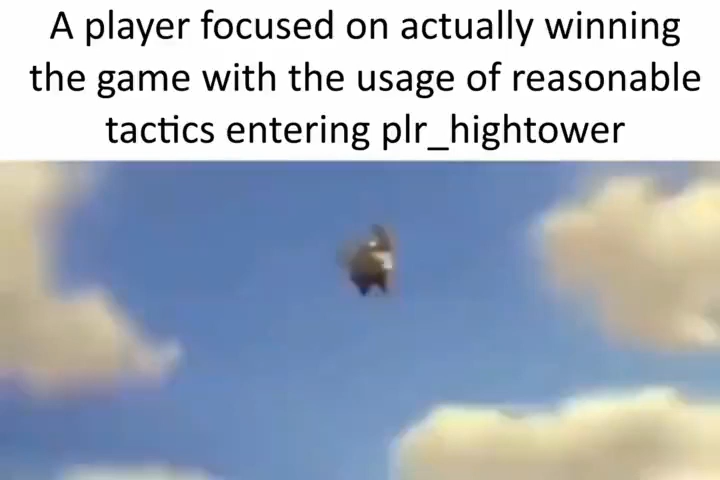 A player focused on actually winning
the game with the usage of reasonable
tactics entering plr_hightower